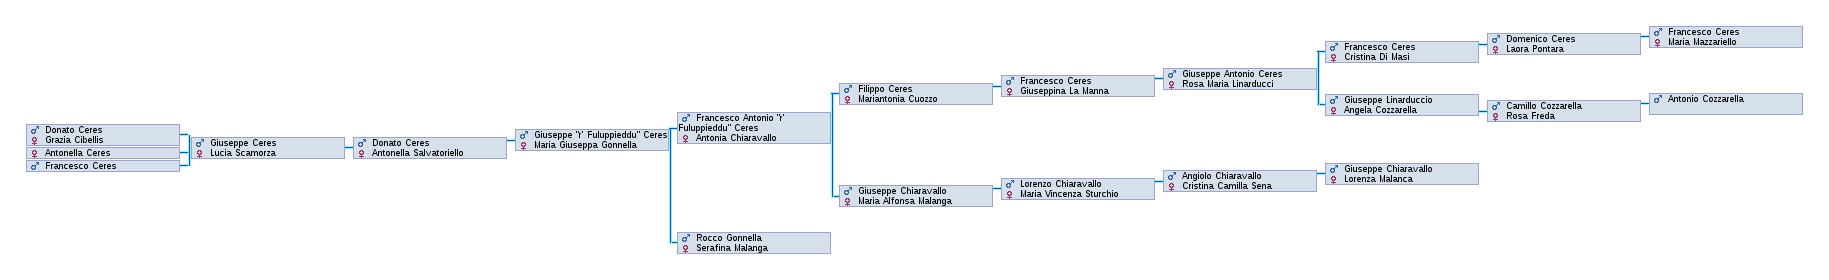 Donato Ceres
Grazia Cibellis
Antonella Ceres
Francesco Ceres
Giuseppe Ceres
Lucia Scamorza
Donato Ceres
Antonella Salvatoriello
Giuseppe "r' Fuluppieddu" Ceres
Maria Giuseppa Gonnella
Francesco Antonio "r'
Fuluppieddu" Ceres
Antonia Chiaravallo
Rocco Gonnella
Serafina Malanga
Filippo Ceres
Mariantonia Cuozzo
Giuseppe Chiaravallo
Maria Alfonsa Malanga
Francesco Ceres
Giuseppina La Manna
Lorenzo Chiaravallo
Maria Vincenza Sturchio
Giuseppe Antonio Ceres
Rosa Maria Linarducci
Angiolo Chiaravallo
Cristina Camilla Sena
Francesco Ceres
Cristina Di Masi
Giuseppe Linarduccio
Angela Cozzarella
Giuseppe Chiaravallo
Lorenza Malanca
Domenico Ceres
Laora Pontara
Camillo Cozzarella
Rosa Freda
Francesco Ceres
Maria Mazzariello
Antonio Cozzarella